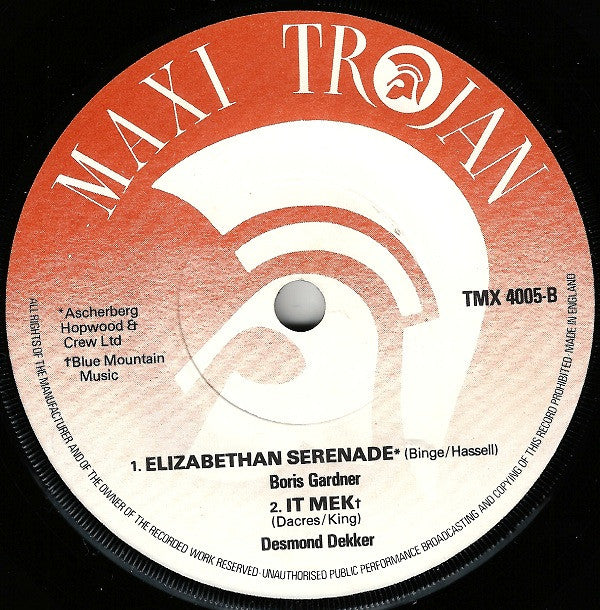 MAXI TROJAN
TMX 4005-B
*Ascherberg
Hopwood &
Crew Ltd
†Blue Mountain
Music
1. ELIZABETHAN SERENADE* (Binge/Hassell)
Boris Gardner
2. IT MEK†
(Dacres/King)
Desmond Dekker
ALL RIGHTS OF THE MANUFACTURER AND OF THE OWNER OF THE RECORDED WORK RESERVED·UNAUTHORISED PUBLIC PERFORMANCE BROADCASTING AND COPYING OF THIS RECORD PROHIBITED·MADE IN ENGLAND